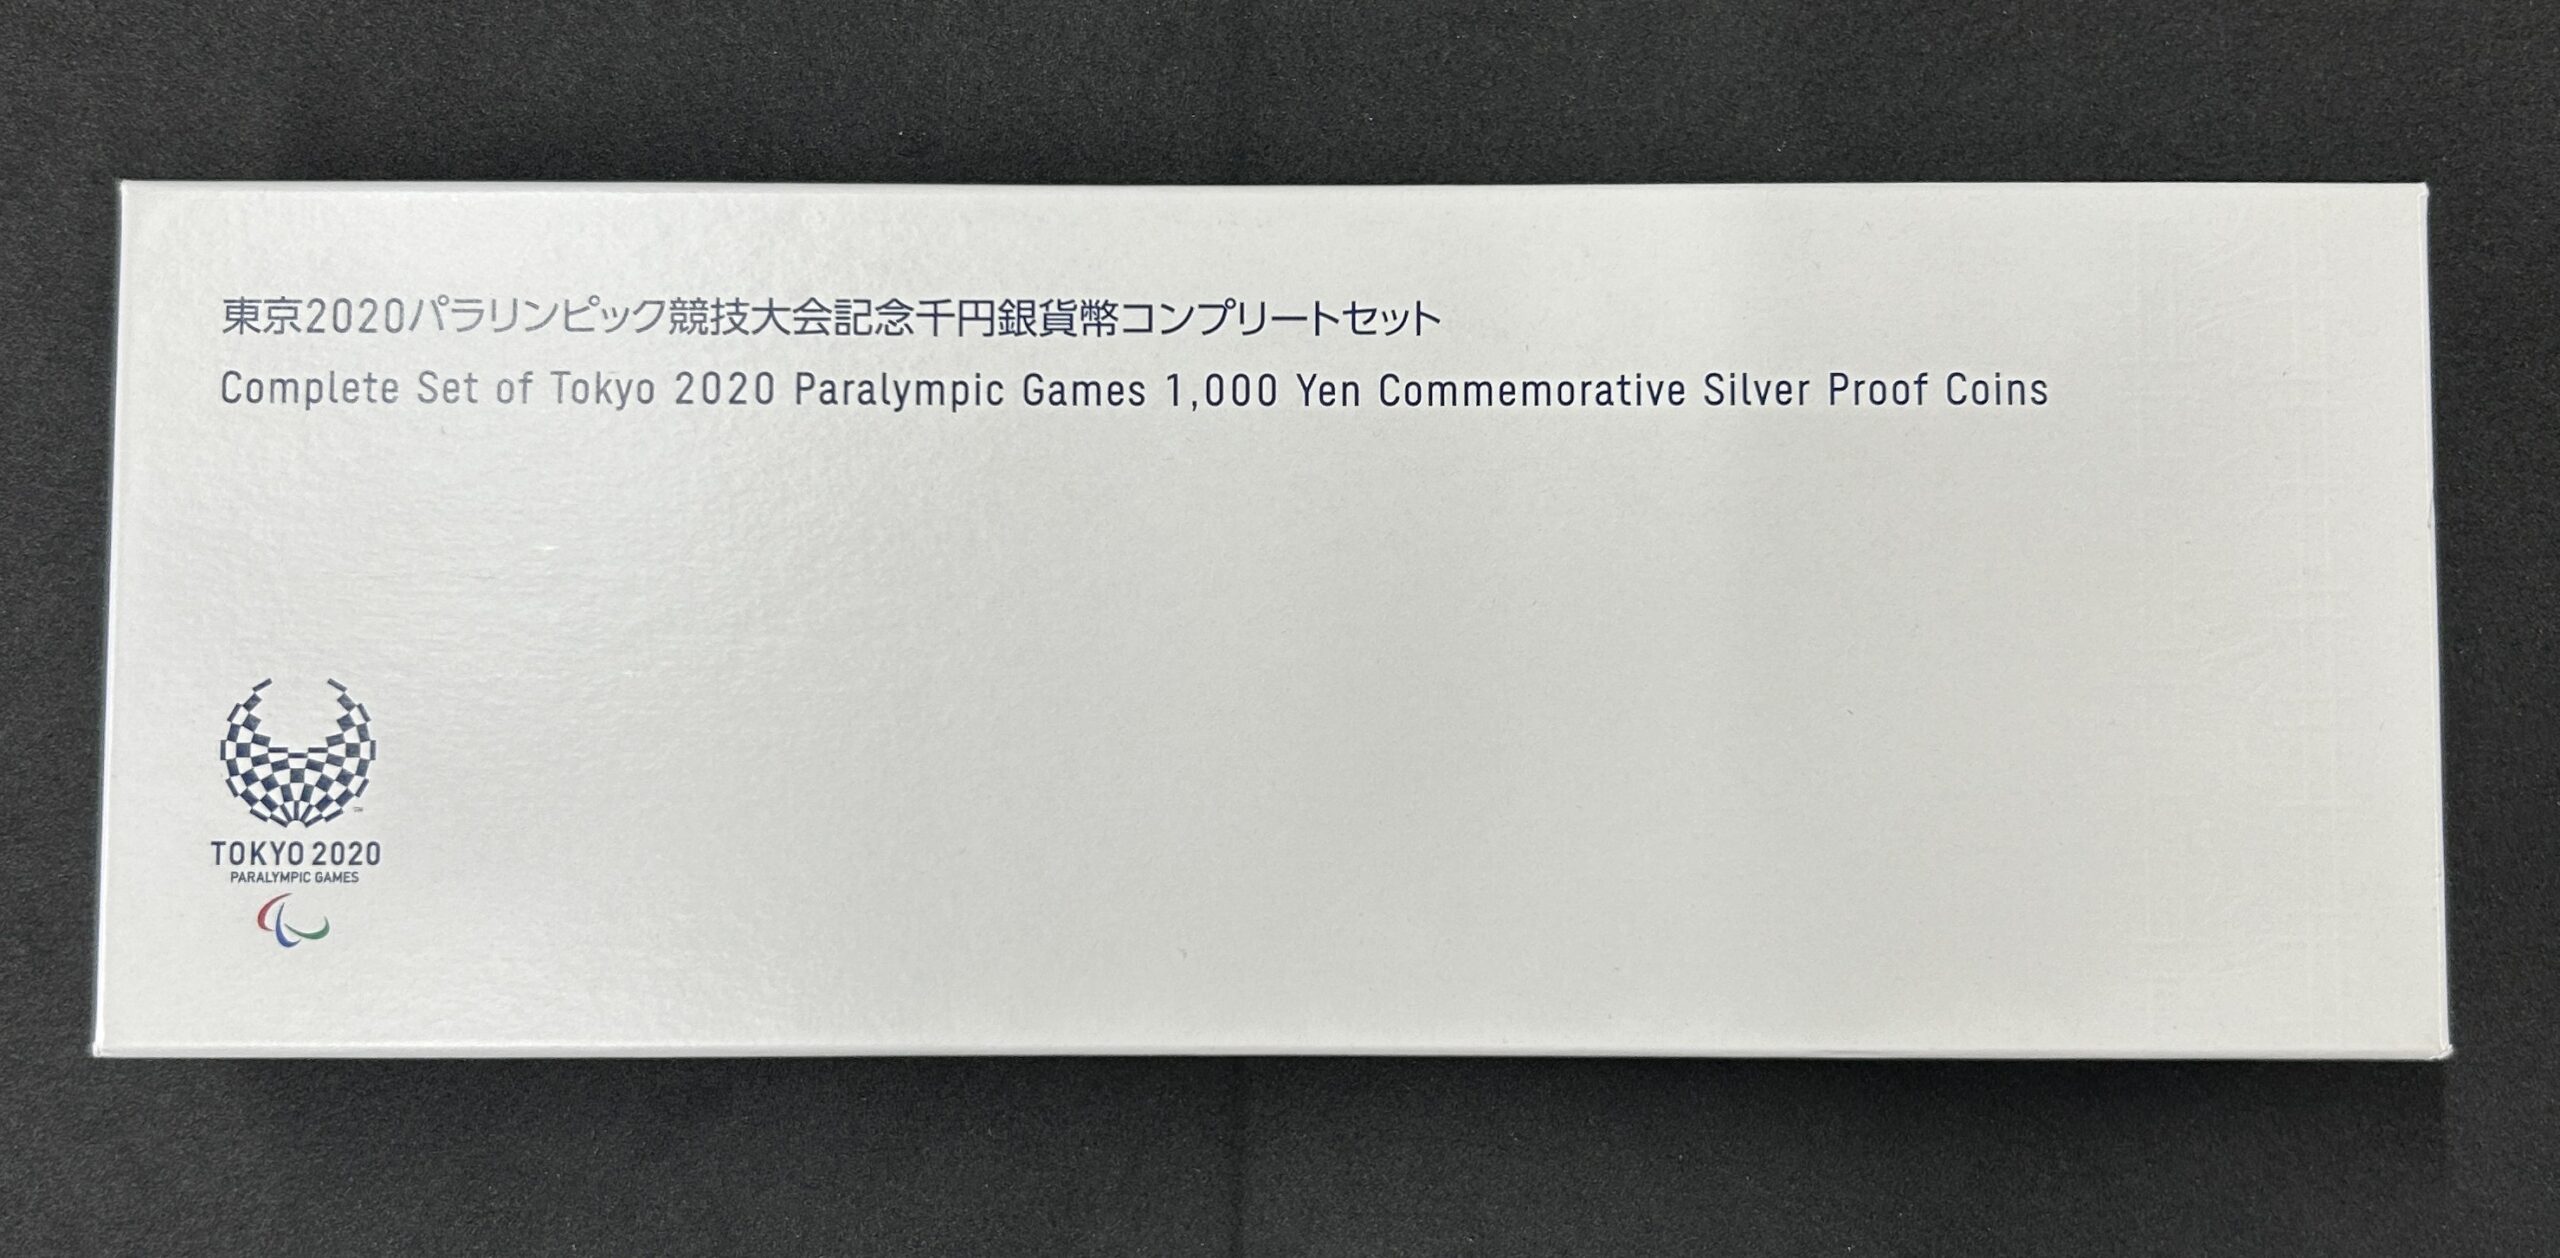 東京2020パラリンピック競技大会記念千円銀貨幣コンプリートセット
Complete Set of Tokyo 2020 Paralympic Games 1,000 Yen Commemorative Silver Proof Coins
TM
TOKYO 2020
PARALYMPIC GAMES